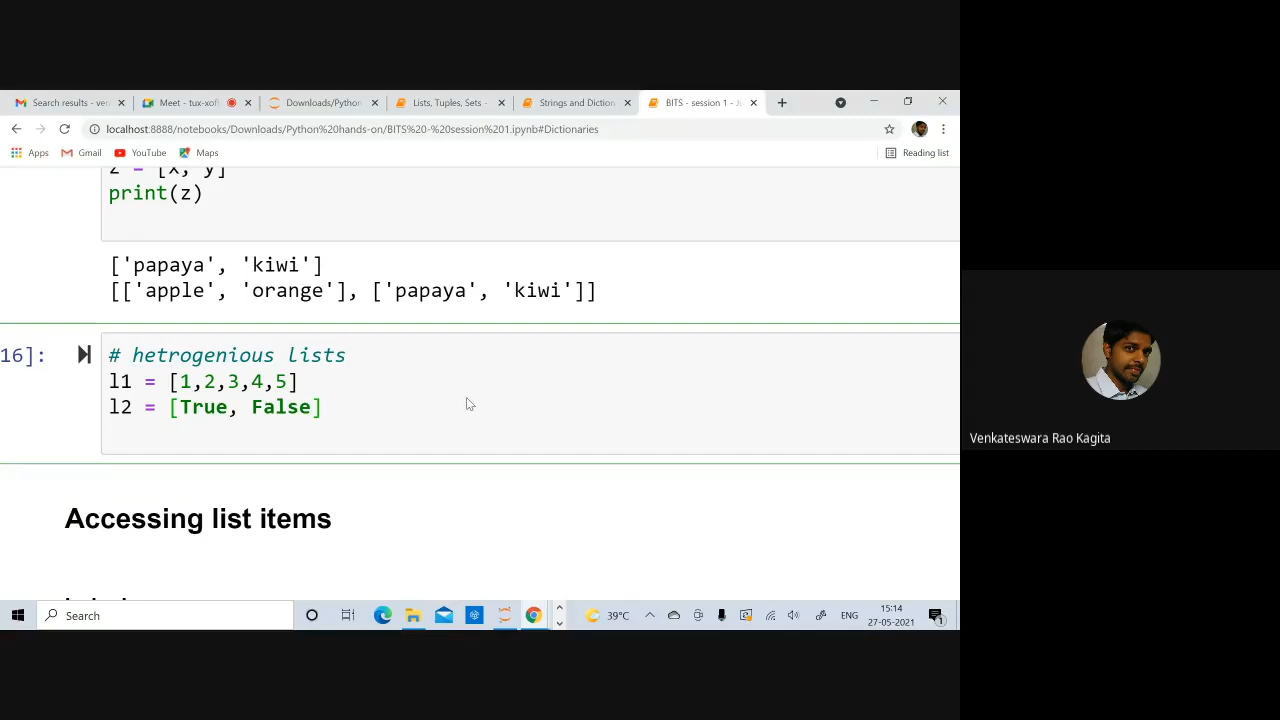 Search results - ven
Meet - tux-xofi
Downloads/Python
Lists, Tuples, Sets -
Strings and Diction
BITS - session 1 - Ju
localhost:8888/notebooks/Downloads/Python%20hands-on/BITS%20-%20session%201.ipynb#Dictionaries
Apps
Gmail
YouTube
Maps
Reading list
z = [x, y]
print(z)
['papaya', 'kiwi']
[['apple', 'orange'], ['papaya', 'kiwi']]
16]:
# hetrogenious lists
l1 = [1,2,3,4,5]
l2 = [True, False]
Accessing list items
Venkateswara Rao Kagita
Search
39°C
ENG
15:14
27-05-2021
1